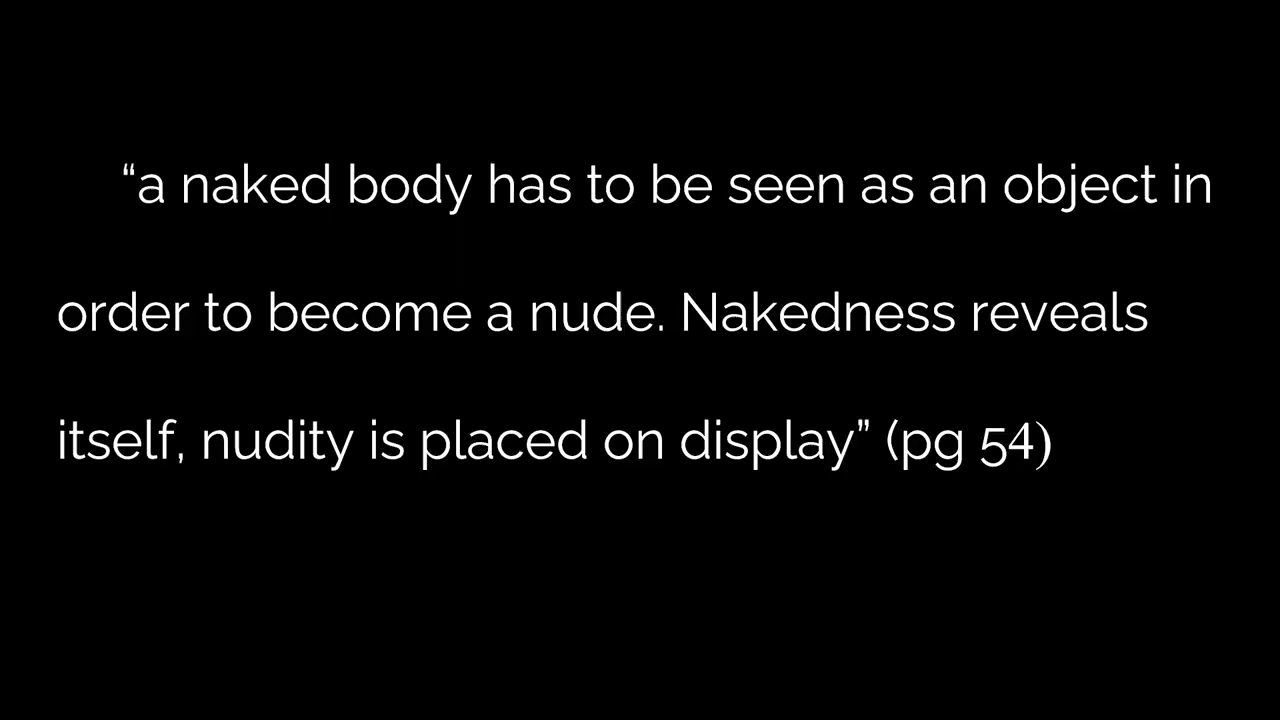 “a naked body has to be seen as an object in
order to become a nude. Nakedness reveals
itself, nudity is placed on display” (pg 54)